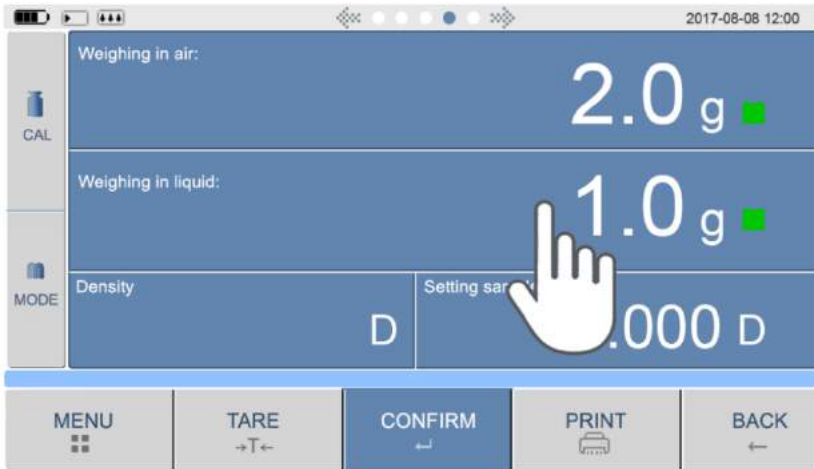 2017-08-08 12:00
Weighing in air:
2.0 g
CAL
Weighing in liquid:
1.0 g
MODE
Density
D
Setting
.000 D
MENU
TARE
→T←
CONFIRM
PRINT
BACK